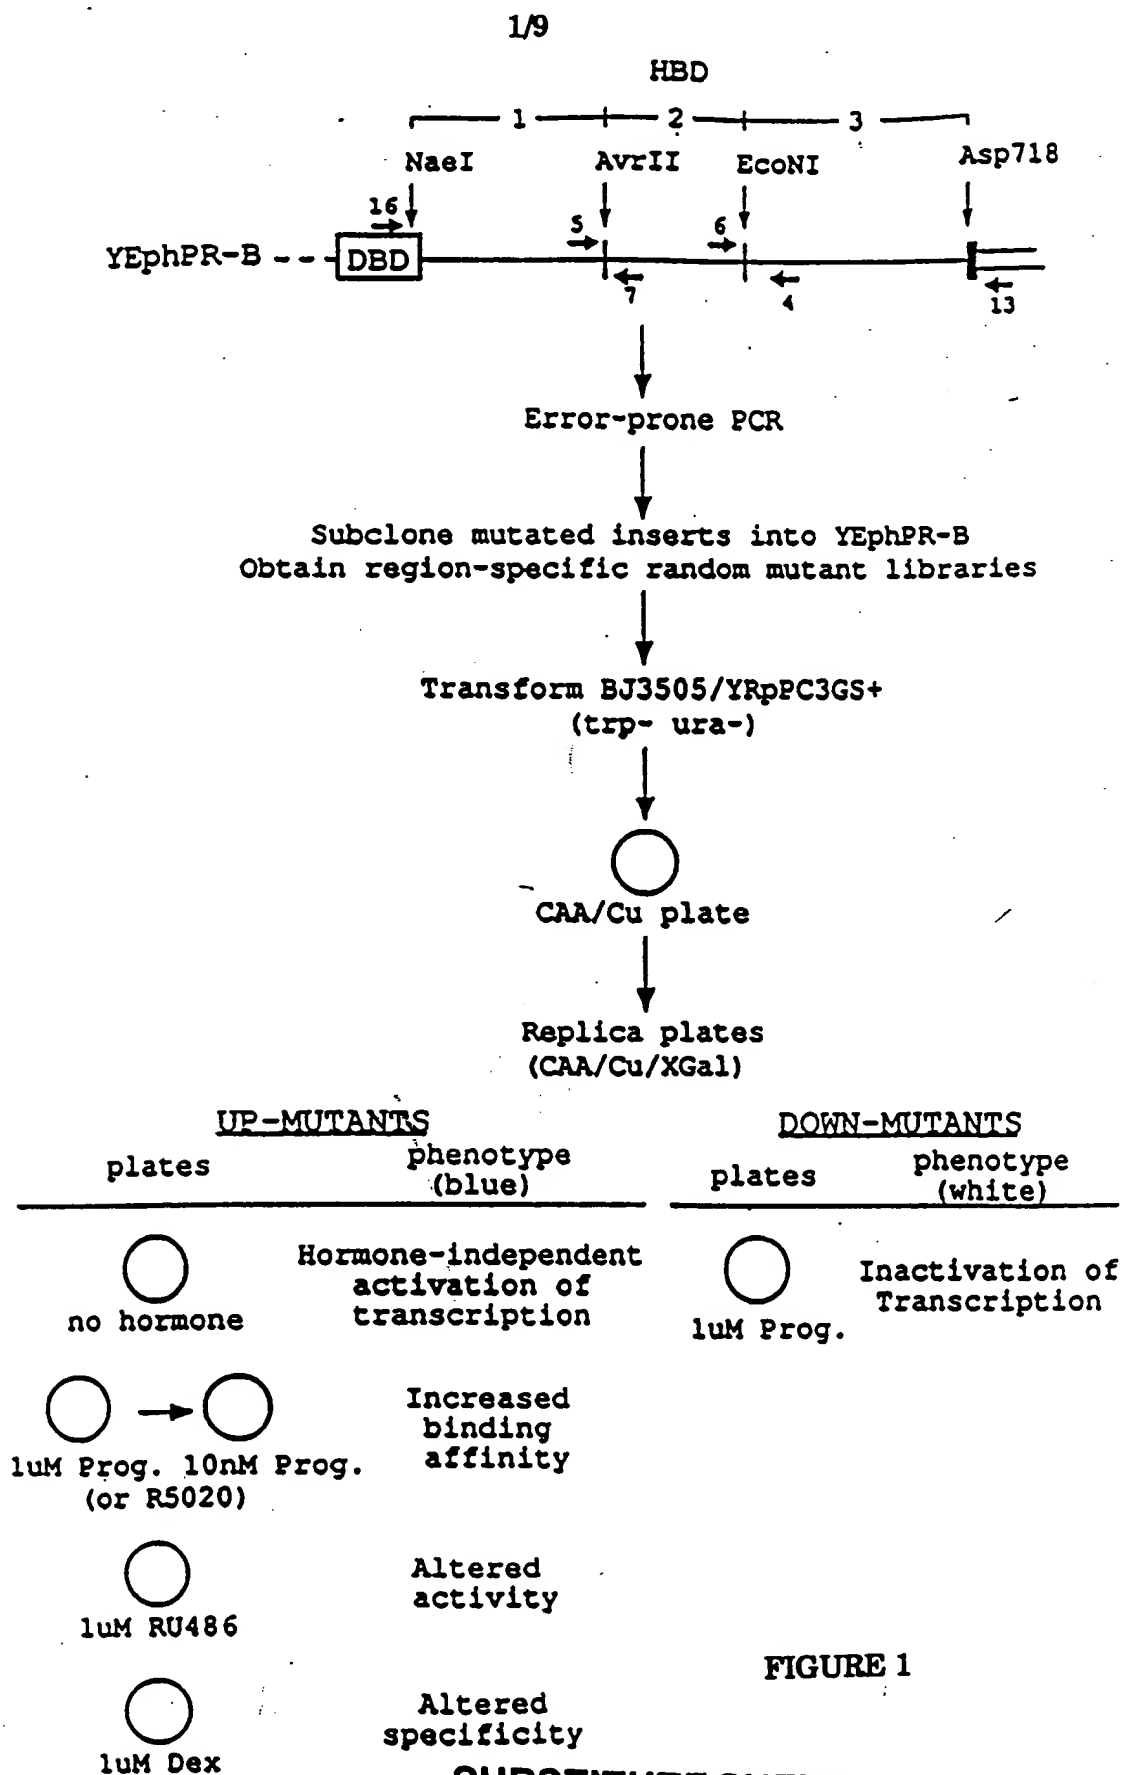 1/9
HBD
1 2 3
NaeI AvrII EcoNI Asp718
16 5 6
YEphPR-B DBD
7 4 13
Error-prone PCR
Subclone mutated inserts into YEphPR-B
Obtain region-specific random mutant libraries
Transform BJ3505/YRpPC3GS+
(trp- ura-)
CAA/Cu plate
Replica plates
(CAA/Cu/XGal)
UP-MUTANTS DOWN-MUTANTS
plates phenotype plates phenotype
(blue) (white)
Hormone-independent Inactivation of
activation of Transcription
transcription
no hormone 1uM Prog.
Increased
binding
affinity
1uM Prog. 10nM Prog.
(or R5020)
Altered
activity
1uM RU486
FIGURE 1
Altered
specificity
1uM Dex